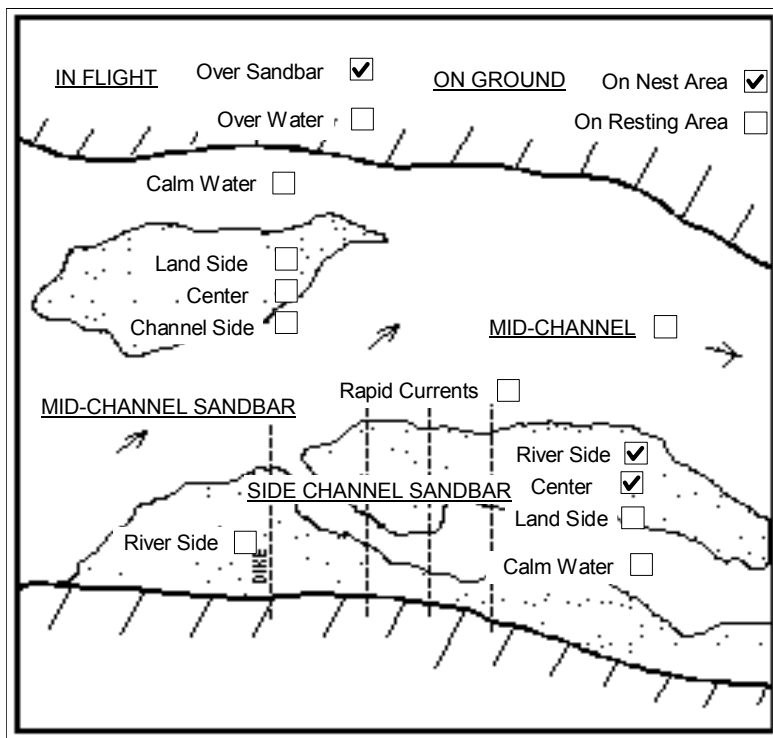 IN FLIGHT Over Sandbar ON GROUND On Nest Area
Over Water On Resting Area
Calm Water
Land Side
Center
Channel Side
MID-CHANNEL
Rapid Currents
MID-CHANNEL SANDBAR
River Side
SIDE CHANNEL SANDBAR Center
Land Side
River Side
DIKE
Calm Water